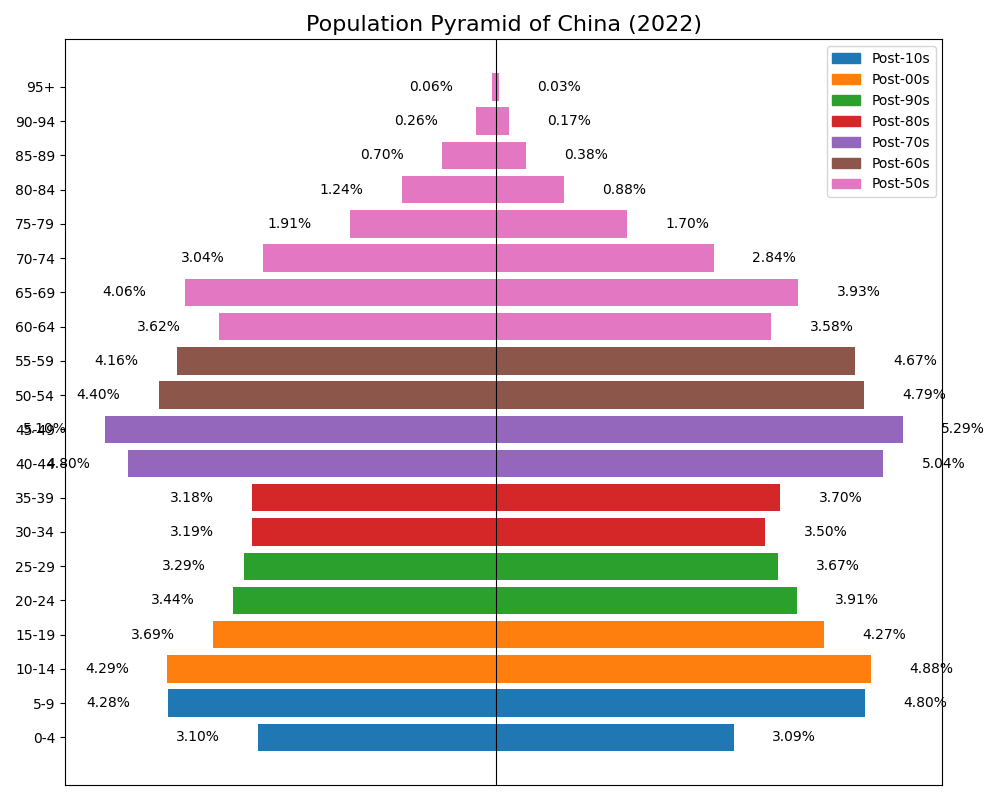 Population Pyramid of China (2022)
Post-10s
Post-00s
Post-90s
Post-80s
Post-70s
Post-60s
Post-50s
95+ 0.06% 0.03%
90-94 0.26% 0.17%
85-89 0.70% 0.38%
80-84 1.24% 0.88%
75-79 1.91% 1.70%
70-74 3.04% 2.84%
65-69 4.06% 3.93%
60-64 3.62% 3.58%
55-59 4.16% 4.67%
50-54 4.40% 4.79%
45-49 5.10% 5.29%
40-44 4.80% 5.04%
35-39 3.18% 3.70%
30-34 3.19% 3.50%
25-29 3.29% 3.67%
20-24 3.44% 3.91%
15-19 3.69% 4.27%
10-14 4.29% 4.88%
5-9 4.28% 4.80%
0-4 3.10% 3.09%